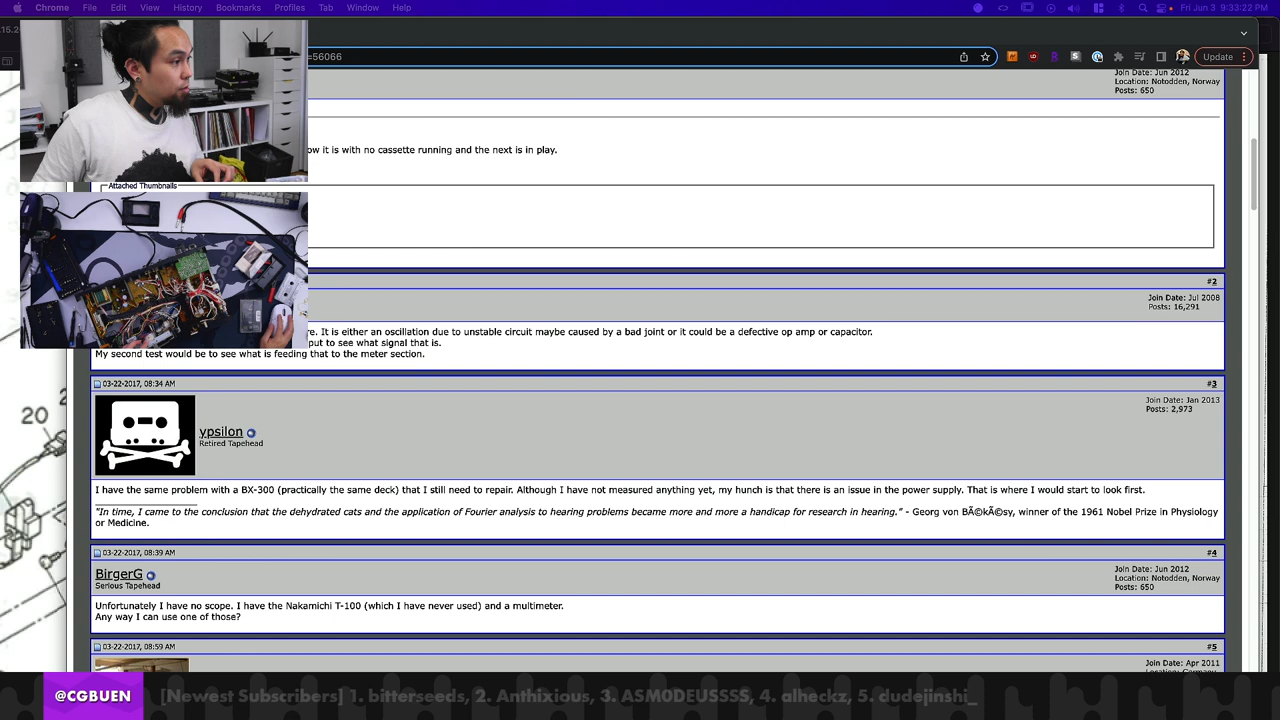 Chrome File Edit View History Bookmarks Profiles Tab Window Help
Fri Jun 3 9:33:22 PM
=56066
Update
Join Date: Jun 2012
Location: Notodden, Norway
Posts: 650
ow it is with no cassette running and the next is in play.
Attached Thumbnails
#2
Join Date: Jul 2008
Posts: 16,291
re. It is either an oscillation due to unstable circuit maybe caused by a bad joint or it could be a defective op amp or capacitor.
put to see what signal that is.
My second test would be to see what is feeding that to the meter section.
03-22-2017, 08:34 AM
#3
ypsilon
Retired Tapehead
Join Date: Jan 2013
Posts: 2,973
I have the same problem with a BX-300 (practically the same deck) that I still need to repair. Although I have not measured anything yet, my hunch is that there is an issue in the power supply. That is where I would start to look first.
"In time, I came to the conclusion that the dehydrated cats and the application of Fourier analysis to hearing problems became more and more a handicap for research in hearing." - Georg von BÃ©kÃ©sy, winner of the 1961 Nobel Prize in Physiology
or Medicine.
03-22-2017, 08:39 AM
#4
BirgerG
Serious Tapehead
Join Date: Jun 2012
Location: Notodden, Norway
Posts: 650
Unfortunately I have no scope. I have the Nakamichi T-100 (which I have never used) and a multimeter.
Any way I can use one of those?
03-22-2017, 08:59 AM
#5
Join Date: Apr 2011
20
@CGBUEN
[Newest Subscribers] 1. bitterseeds, 2. Anthixious, 3. ASM0DEUSSSS, 4. alheckz, 5. dudejinshi_